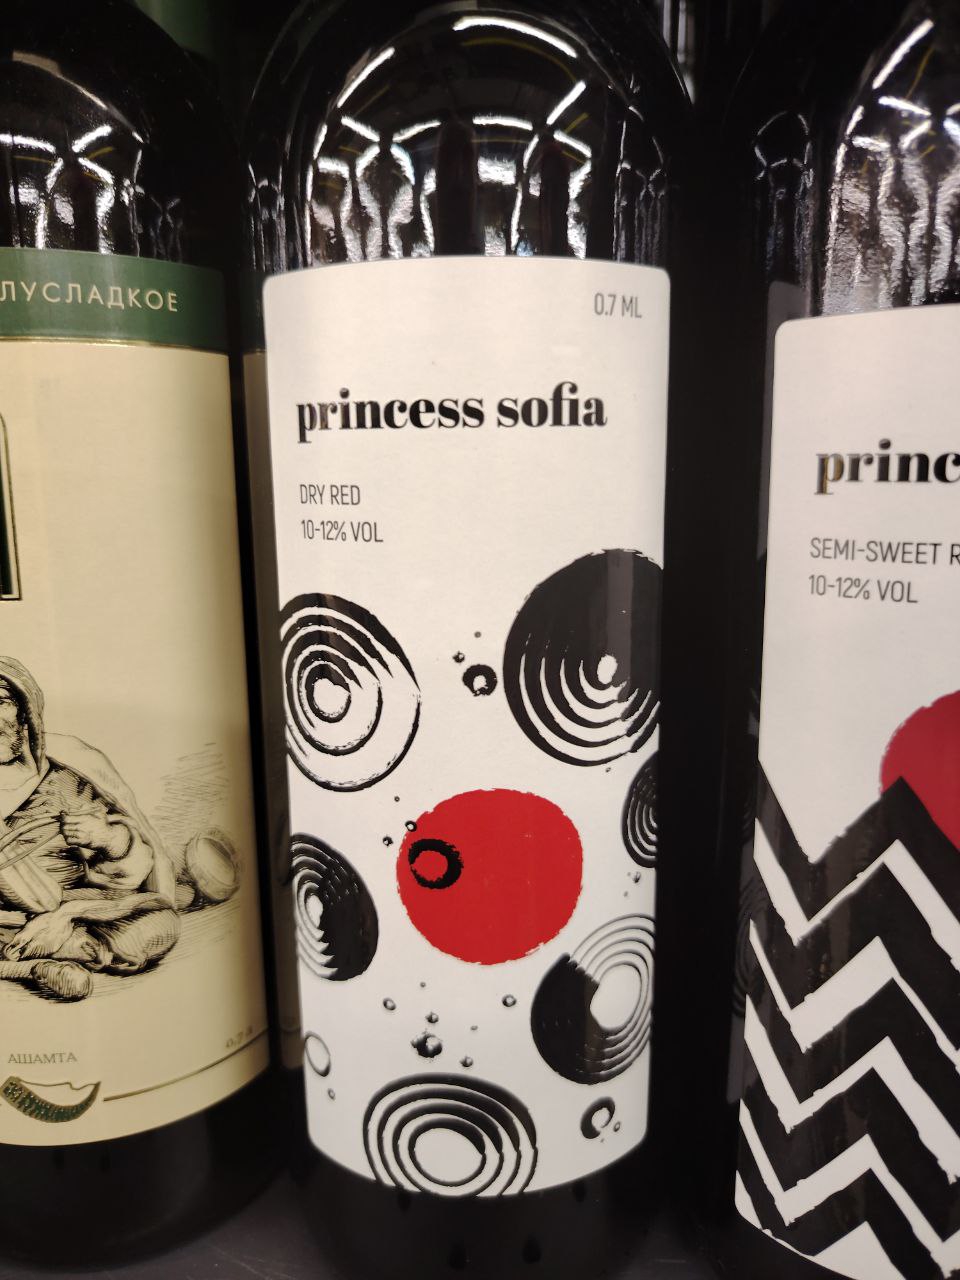 ЛУСЛАДКОЕ
АШАМТА
0.7 ML
princess sofia
DRY RED
10-12% VOL
princ
SEMI-SWEET R
10-12% VOL